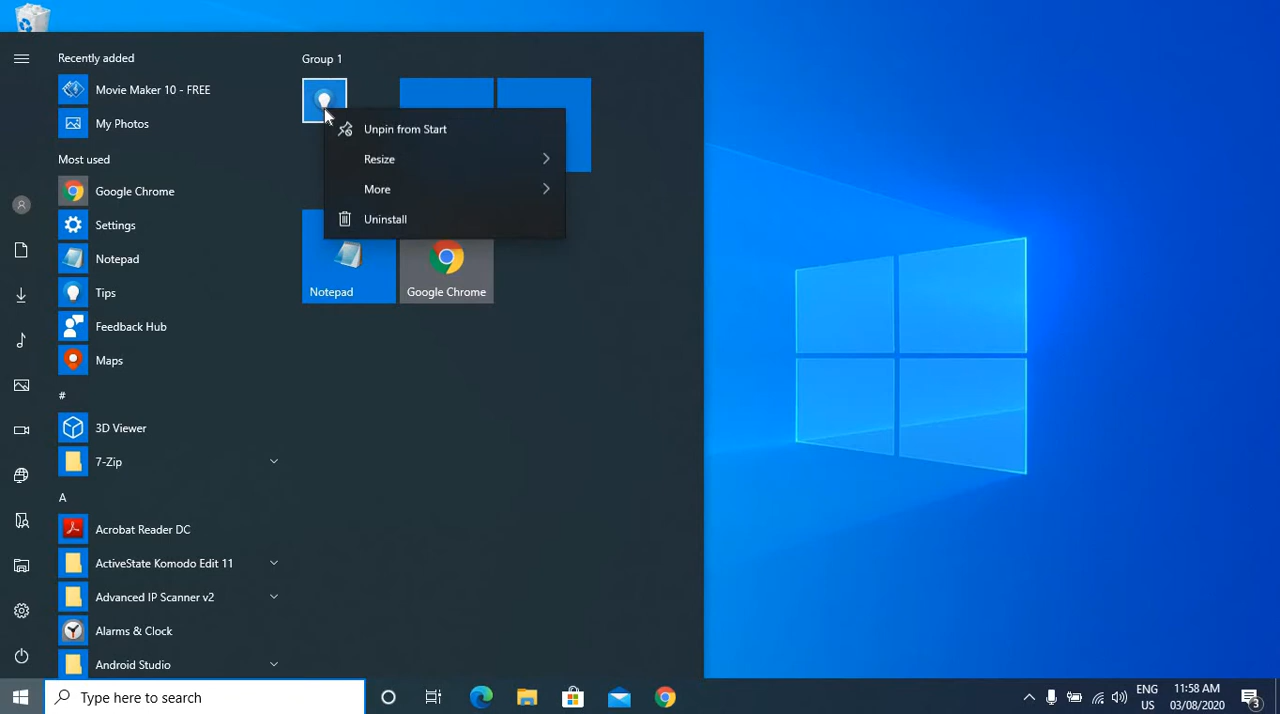 Recently added
Movie Maker 10 - FREE
My Photos
Most used
Google Chrome
Settings
Notepad
Tips
Feedback Hub
Maps
#
3D Viewer
7-Zip
A
Acrobat Reader DC
ActiveState Komodo Edit 11
Advanced IP Scanner v2
Alarms & Clock
Android Studio
Group 1
Unpin from Start
Resize
More
Uninstall
Notepad
Google Chrome
Type here to search
ENG
US
11:58 AM
03/08/2020
3